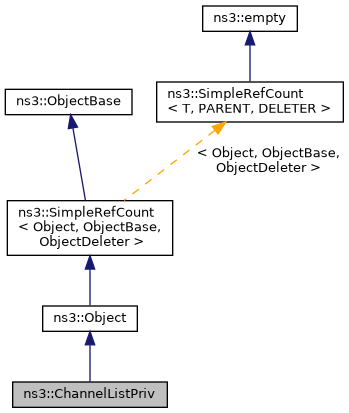 ns3::empty
ns3::SimpleRefCount
< T, PARENT, DELETER >
ns3::ObjectBase
< Object, ObjectBase,
ObjectDeleter >
ns3::SimpleRefCount
< Object, ObjectBase,
ObjectDeleter >
ns3::Object
ns3::ChannelListPriv